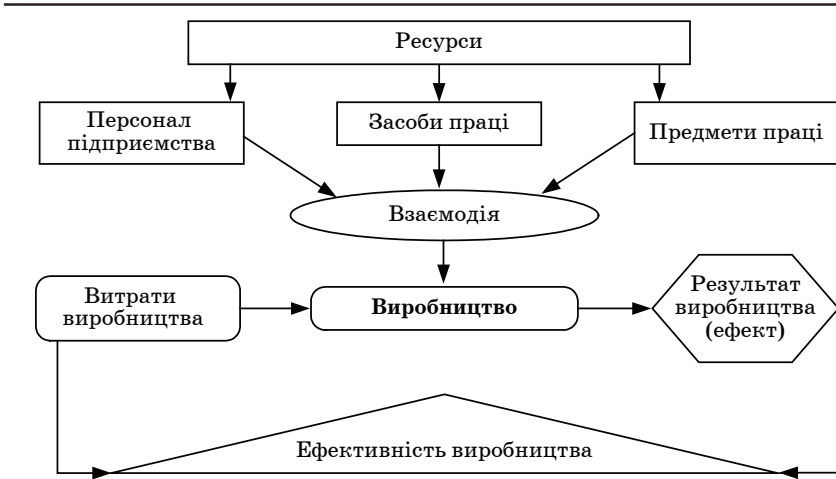 Ресурси
Персонал
підприємства
Засоби праці
Предмети праці
Взаємодія
Витрати
виробництва
Виробництво
Результат
виробництва
(ефект)
Ефективність виробництва